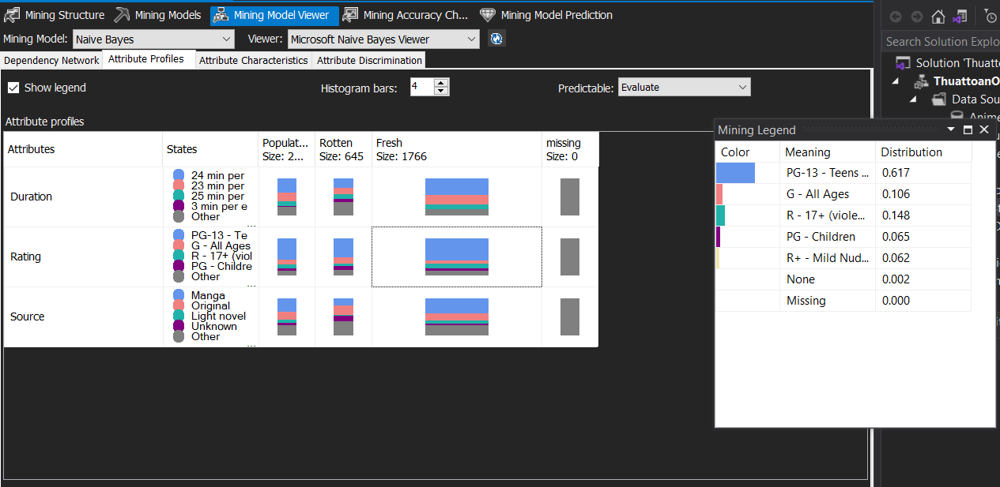 Mining Structure Mining Models Mining Model Viewer Mining Accuracy Ch... Mining Model Prediction
Mining Model: Naive Bayes Viewer: Microsoft Naive Bayes Viewer
Dependency Network Attribute Profiles Attribute Characteristics Attribute Discrimination
Show legend Histogram bars: 4 Predictable: Evaluate
Attribute profiles
Attributes States Populat... Size: 2... Rotten Size: 645 Fresh Size: 1766 missing Size: 0
Duration
24 min per
23 min per
25 min per
3 min per e
Other
...
Rating
PG-13 - Te
G - All Ages
R - 17+ (viol
PG - Childre
Other
...
Source
Manga
Original
Light novel
Unknown
Other
...
Search Solution Explo
Solution 'Thuatto
ThuattoanO
Data Sou
Anime
Mining Legend
Color Meaning Distribution
PG-13 - Teens ... 0.617
G - All Ages 0.106
R - 17+ (viole... 0.148
PG - Children 0.065
R+ - Mild Nud... 0.062
None 0.002
Missing 0.000